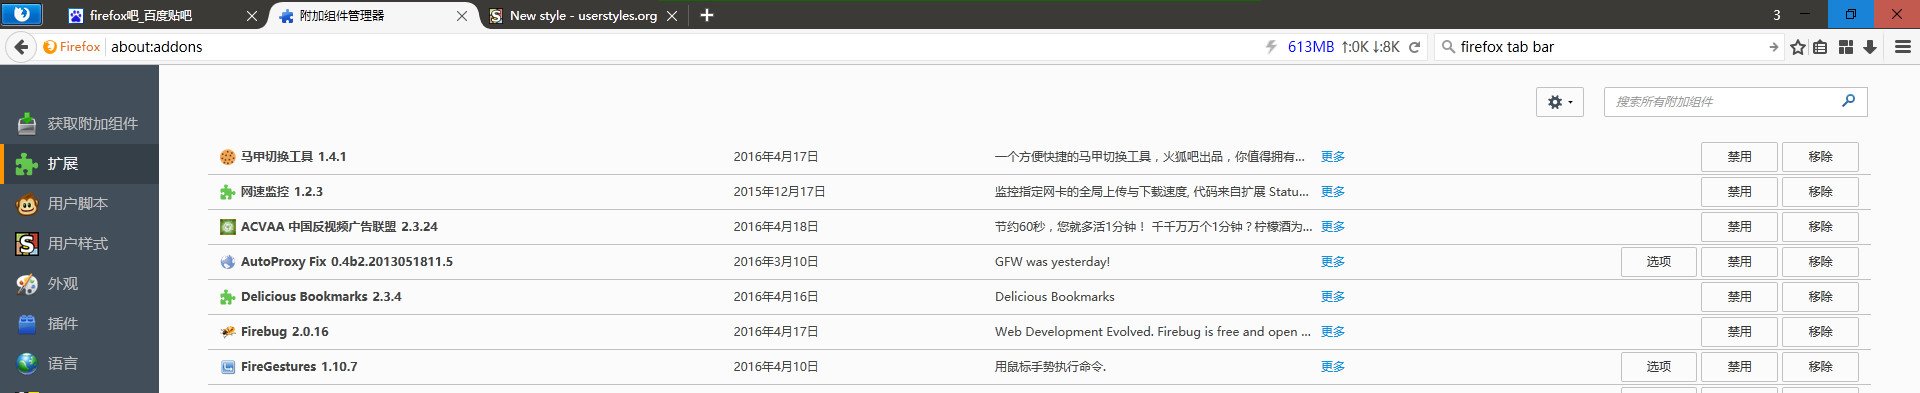 firefox吧_百度贴吧
附加组件管理器
New style - userstyles.org
3
Firefox
about:addons
613MB ↑:0K ↓:8K
firefox tab bar
搜索所有附加组件
获取附加组件
扩展
用户脚本
用户样式
外观
插件
语言
马甲切换工具 1.4.1 2016年4月17日 一个方便快捷的马甲切换工具，火狐吧出品，你值得拥有... 更多 禁用 移除
网速监控 1.2.3 2015年12月17日 监控指定网卡的全局上传与下载速度, 代码来自扩展 Statu... 更多 禁用 移除
ACVAA 中国反视频广告联盟 2.3.24 2016年4月18日 节约60秒，您就多活1分钟！ 千千万万个1分钟？柠檬酒为... 更多 禁用 移除
AutoProxy Fix 0.4b2.2013051811.5 2016年3月10日 GFW was yesterday! 更多 选项 禁用 移除
Delicious Bookmarks 2.3.4 2016年4月16日 Delicious Bookmarks 更多 禁用 移除
Firebug 2.0.16 2016年4月17日 Web Development Evolved. Firebug is free and open ... 更多 禁用 移除
FireGestures 1.10.7 2016年4月10日 用鼠标手势执行命令. 更多 选项 禁用 移除